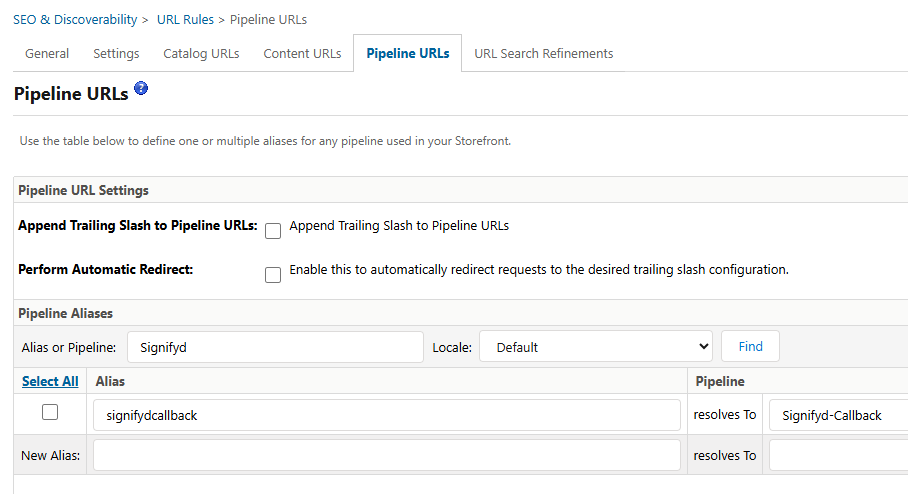 SEO & Discoverability > URL Rules > Pipeline URLs
General Settings Catalog URLs Content URLs Pipeline URLs URL Search Refinements
Pipeline URLs ?
Use the table below to define one or multiple aliases for any pipeline used in your Storefront.
Pipeline URL Settings
Append Trailing Slash to Pipeline URLs: Append Trailing Slash to Pipeline URLs
Perform Automatic Redirect: Enable this to automatically redirect requests to the desired trailing slash configuration.
Pipeline Aliases
Alias or Pipeline: Signifyd Locale: Default Find
Select All Alias Pipeline
signifydcallback resolves To Signifyd-Callback
New Alias: resolves To